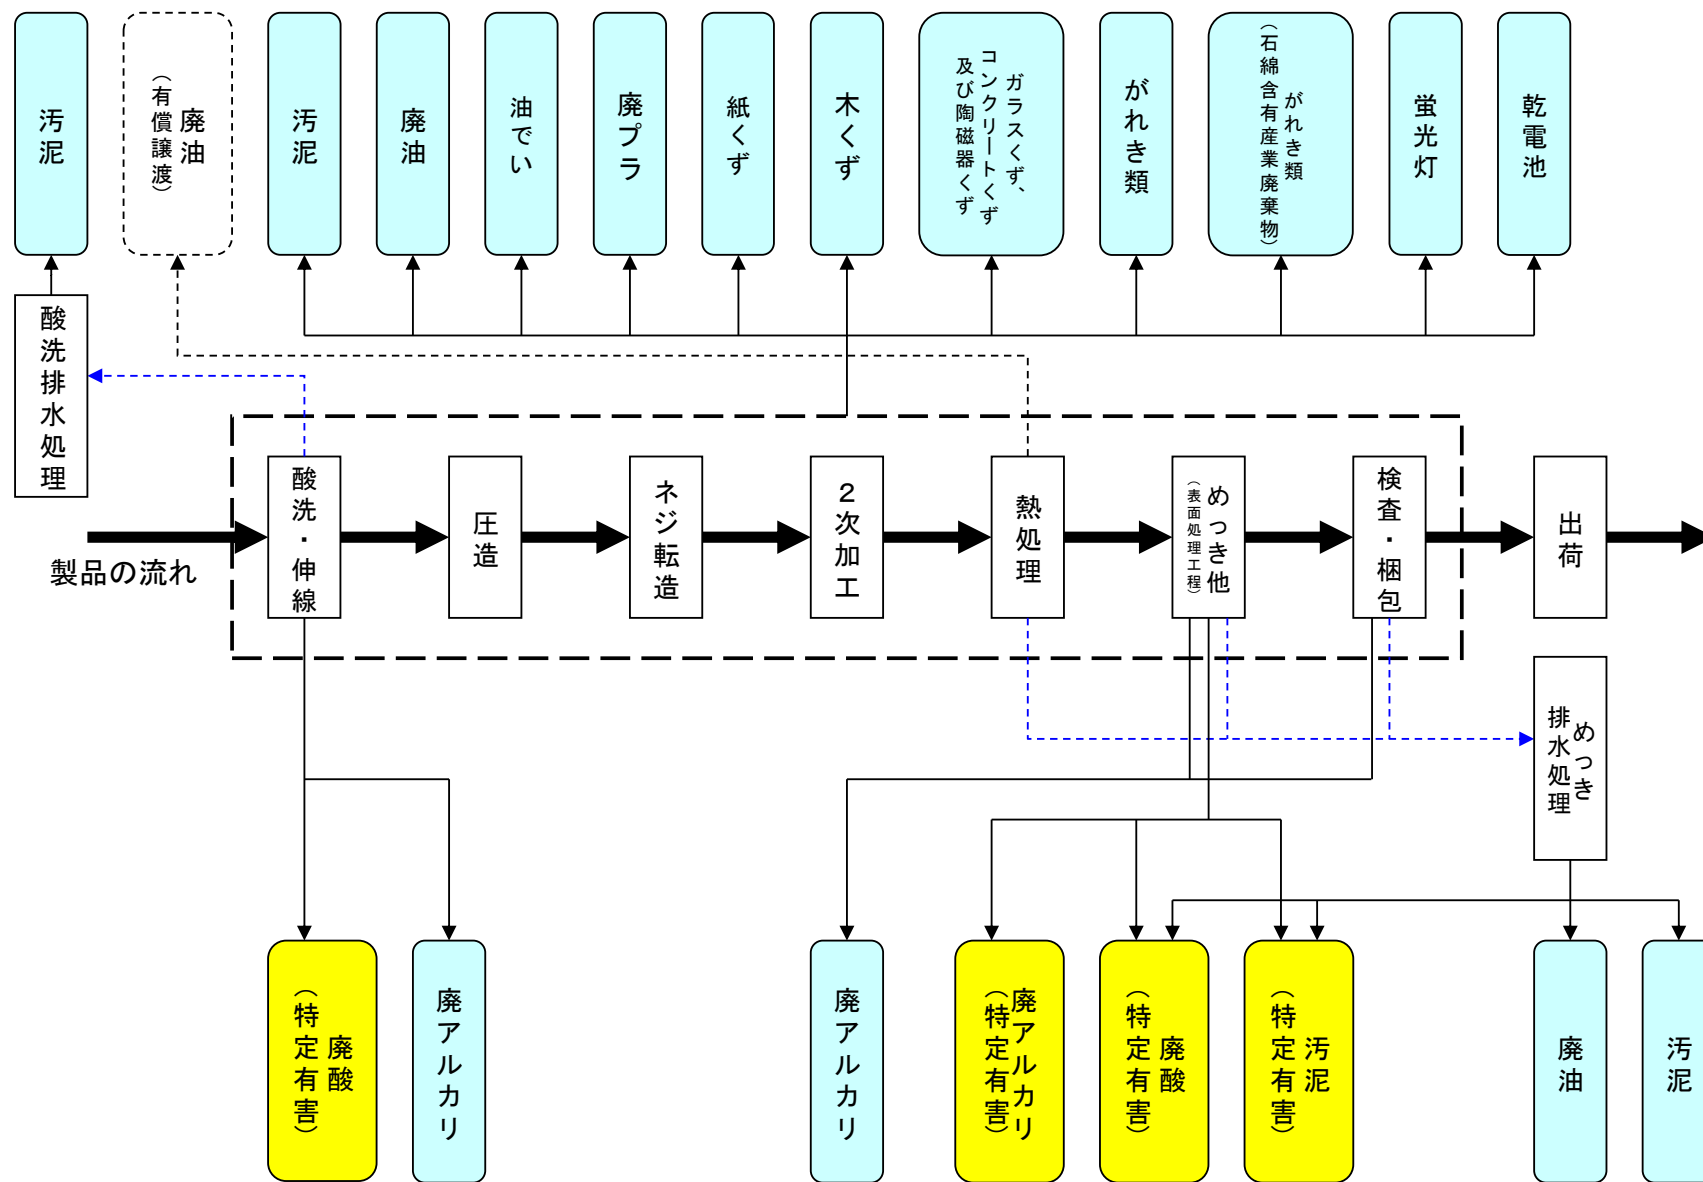 汚泥
廃油
（有償譲渡）
汚泥
廃油
油でい
廃プラ
紙くず
木くず
ガラスくず、
コンクリートくず
及び陶磁器くず
がれき類
がれき類
（石綿含有産業廃棄物）
蛍光灯
乾電池
酸洗排水処理
製品の流れ
酸洗・伸線
圧造
ネジ転造
２次加工
熱処理
めっき他
（表面処理工程）
検査・梱包
出荷
めっき
排水処理
廃酸
（特定有害）
廃アルカリ
廃アルカリ
廃アルカリ
（特定有害）
廃酸
（特定有害）
汚泥
（特定有害）
廃油
汚泥